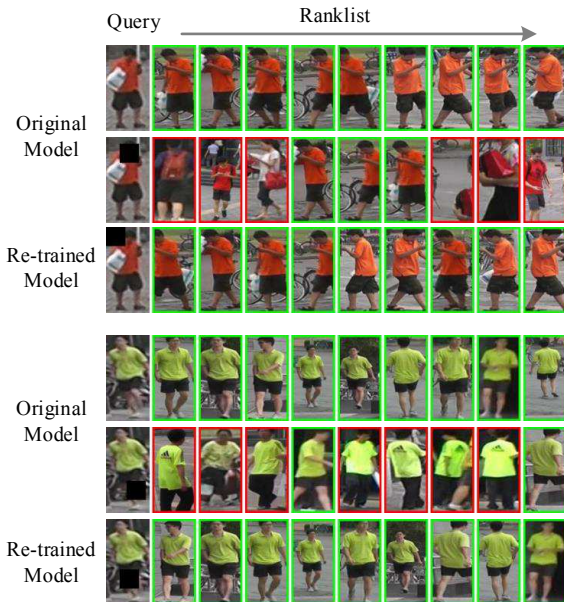 Query
Ranklist
Original
Model
Re-trained
Model
Original
Model
Re-trained
Model